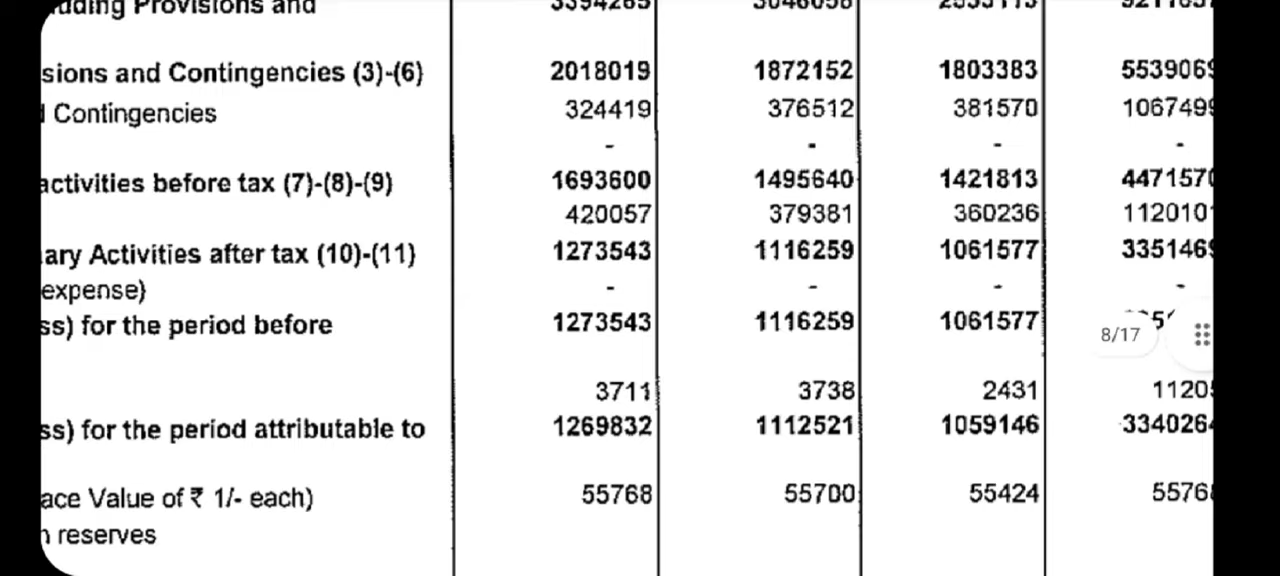 Provisions and
sions and Contingencies (3)-(6) 2018019 1872152 1803383 5539069
Contingencies 324419 376512 381570 1067499
- - - -
activities before tax (7)-(8)-(9) 1693600 1495640 1421813 4471570
420057 379381 360236 1120101
ary Activities after tax (10)-(11) 1273543 1116259 1061577 3351469
expense) - - - -
ss) for the period before 1273543 1116259 1061577
8/17
3711 3738 2431 11205
ss) for the period attributable to 1269832 1112521 1059146 3340264
ace Value of ₹ 1/- each) 55768 55700 55424 55768
reserves